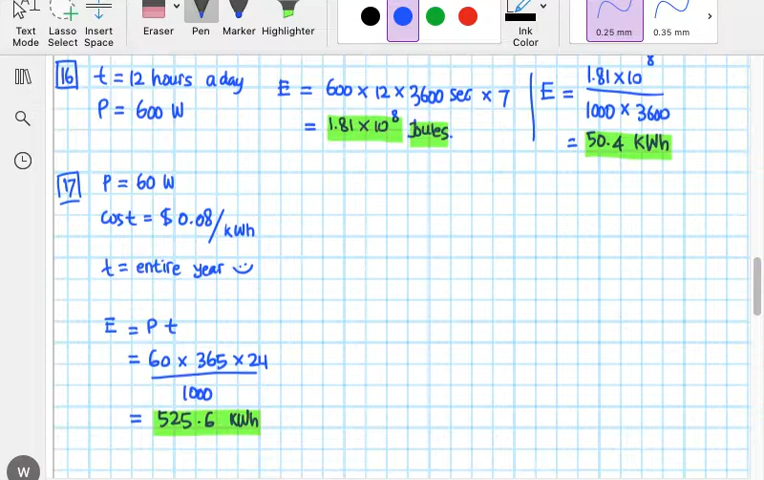 Text
Mode
Lasso
Select
Insert
Space
Eraser
Pen
Marker
Highlighter
Ink
Color
0.25 mm
0.35 mm
16 t = 12 hours a day
P = 600 W
E = 600 x 12 x 3600 sec x 7
= 1.81 x 10^8 Joules.
E = 1.81 x 10^8
1000 x 3600
= 50.4 KWh
17 P = 60 W
cost = $ 0.08/kWh
t = entire year
E = P t
= 60 x 365 x 24
1000
= 525.6 KWh
W